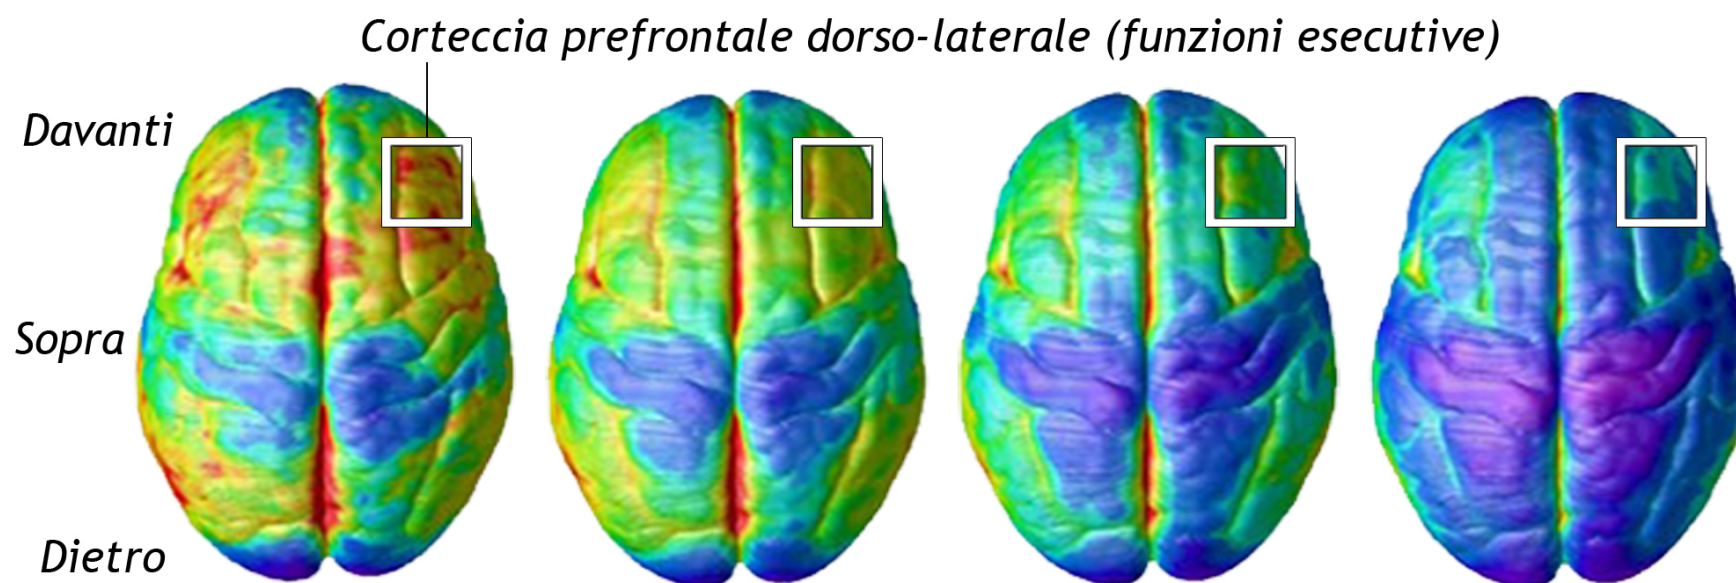 Corteccia prefrontale dorso-laterale (funzioni esecutive)
Davanti
Sopra
Dietro